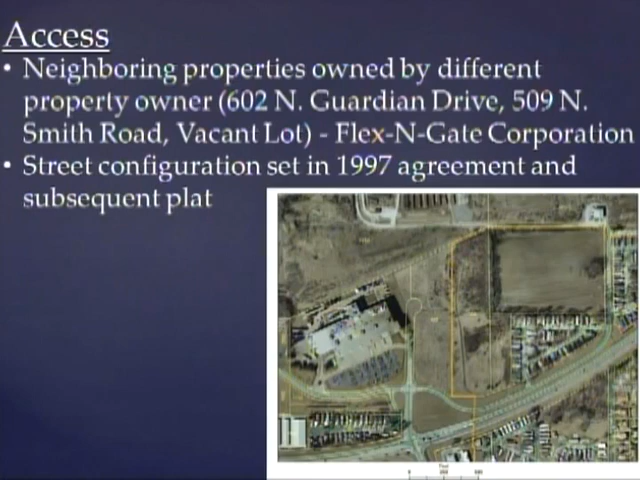 Access
• Neighboring properties owned by different
property owner (602 N. Guardian Drive, 509 N.
Smith Road, Vacant Lot) - Flex-N-Gate Corporation
• Street configuration set in 1997 agreement and
subsequent plat